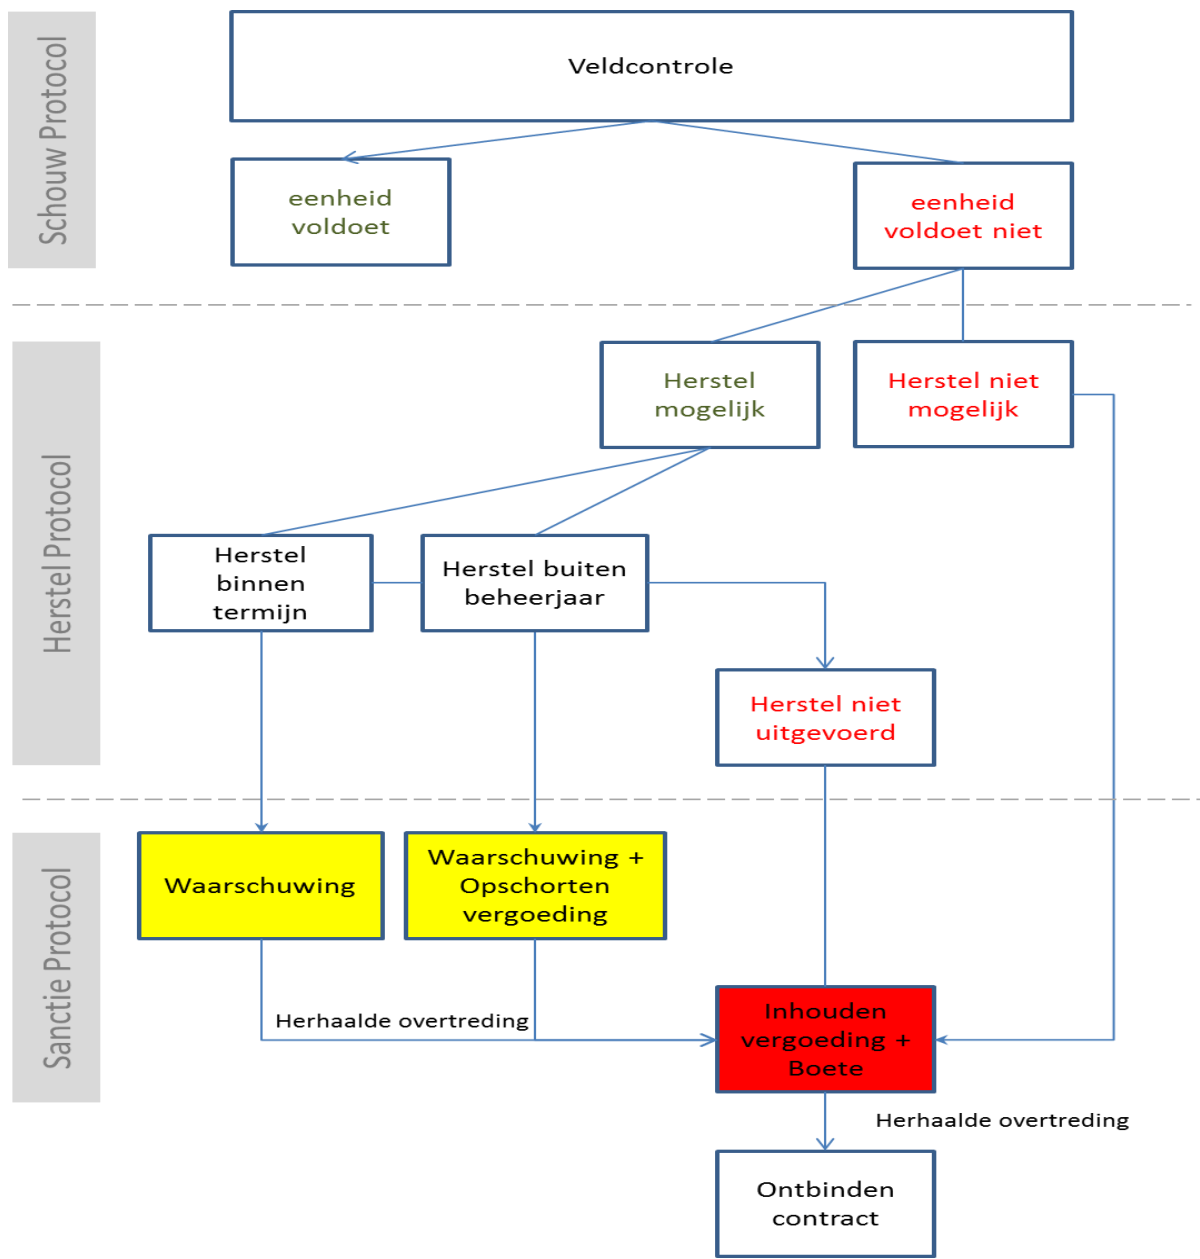 Schouw Protocol
Veldcontrole
eenheid
voldoet
eenheid
voldoet niet
Herstel Protocol
Herstel
mogelijk
Herstel niet
mogelijk
Herstel
binnen
termijn
Herstel buiten
beheerjaar
Herstel niet
uitgevoerd
Sanctie Protocol
Waarschuwing
Waarschuwing +
Opschorten
vergoeding
Herhaalde overtreding
Inhouden
vergoeding +
Boete
Herhaalde overtreding
Ontbinden
contract